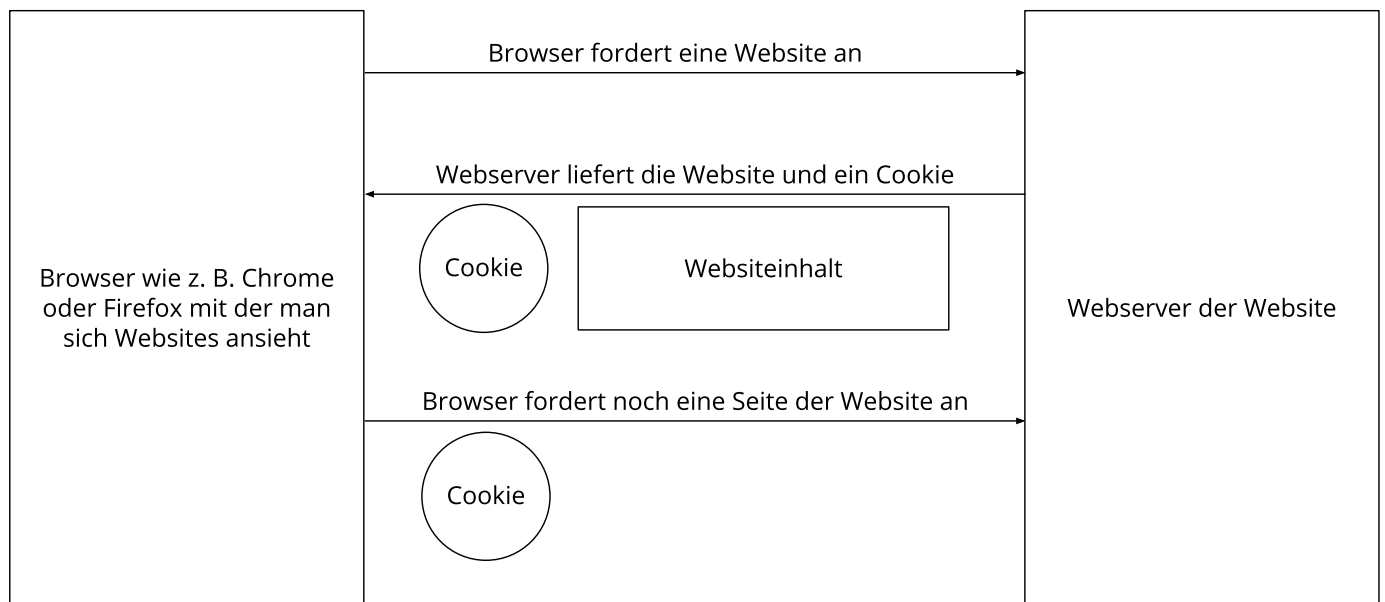 Browser fordert eine Website an
Webserver liefert die Website und ein Cookie
Cookie
Websiteinhalt
Browser wie z. B. Chrome
oder Firefox mit der man
sich Websites ansieht
Webserver der Website
Browser fordert noch eine Seite der Website an
Cookie